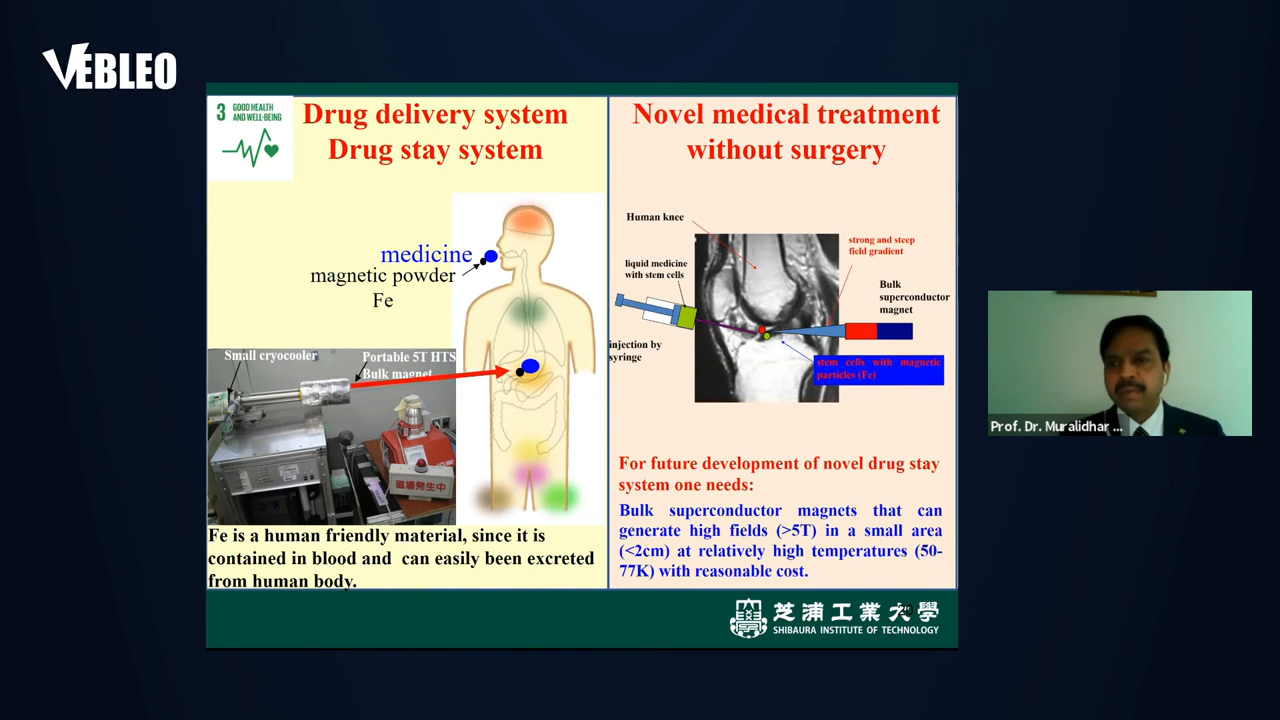 VEBLEO
3 GOOD HEALTH
AND WELL-BEING
Drug delivery system
Drug stay system
medicine
magnetic powder
Fe
Small cryocooler
Portable 5T HTS
Bulk magnet
磁場発生中
Fe is a human friendly material, since it is
contained in blood and can easily been excreted
from human body.
Novel medical treatment
without surgery
Human knee
strong and steep
field gradient
liquid medicine
with stem cells
Bulk
superconductor
magnet
injection by
syringe
stem cells with magnetic
particles (Fe)
For future development of novel drug stay
system one needs:
Bulk superconductor magnets that can
generate high fields (>5T) in a small area
(<2cm) at relatively high temperatures (50-
77K) with reasonable cost.
芝浦工業大學
SHIBAURA INSTITUTE OF TECHNOLOGY
Prof. Dr. Muralidhar ...